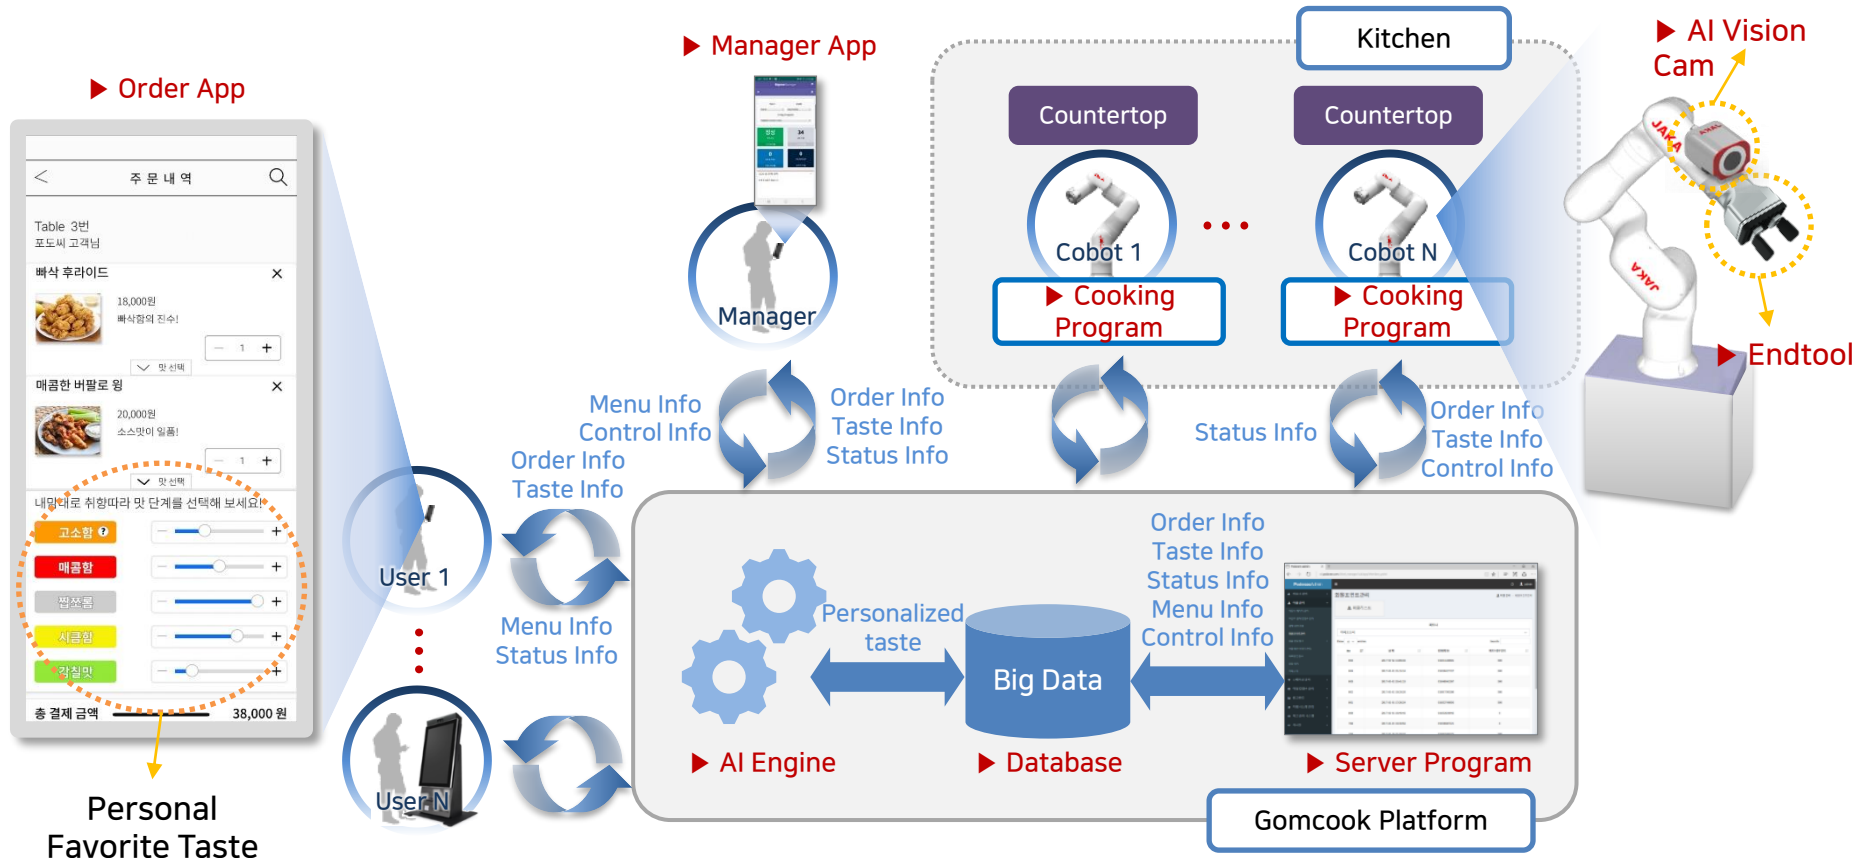 ▶ Order App
주문내역
Table 3번
포도씨 고객님
빠삭 후라이드
18,000원
빠삭함의 진수!
1
맛 선택
매콤한 버팔로 윙
20,000원
소스맛이 일품!
1
맛 선택
내맘대로 취향따라 맛 단계를 선택해 보세요!
고소함
매콤함
짭쪼롬
시큼함
감칠맛
총 결제 금액 38,000 원
Personal
Favorite Taste
▶ Manager App
Manager
Menu Info
Control Info
Order Info
Taste Info
Status Info
Order Info
Taste Info
User 1
Menu Info
Status Info
User N
Kitchen
Countertop
Countertop
Cobot 1
Cobot N
▶ Cooking
Program
▶ Cooking
Program
Status Info
Order Info
Taste Info
Control Info
▶ AI Vision
Cam
JAKA
JAKA
JAKA
▶ Endtool
Order Info
Taste Info
Status Info
Menu Info
Control Info
Personalized
taste
Big Data
▶ AI Engine
▶ Database
▶ Server Program
Gomcook Platform